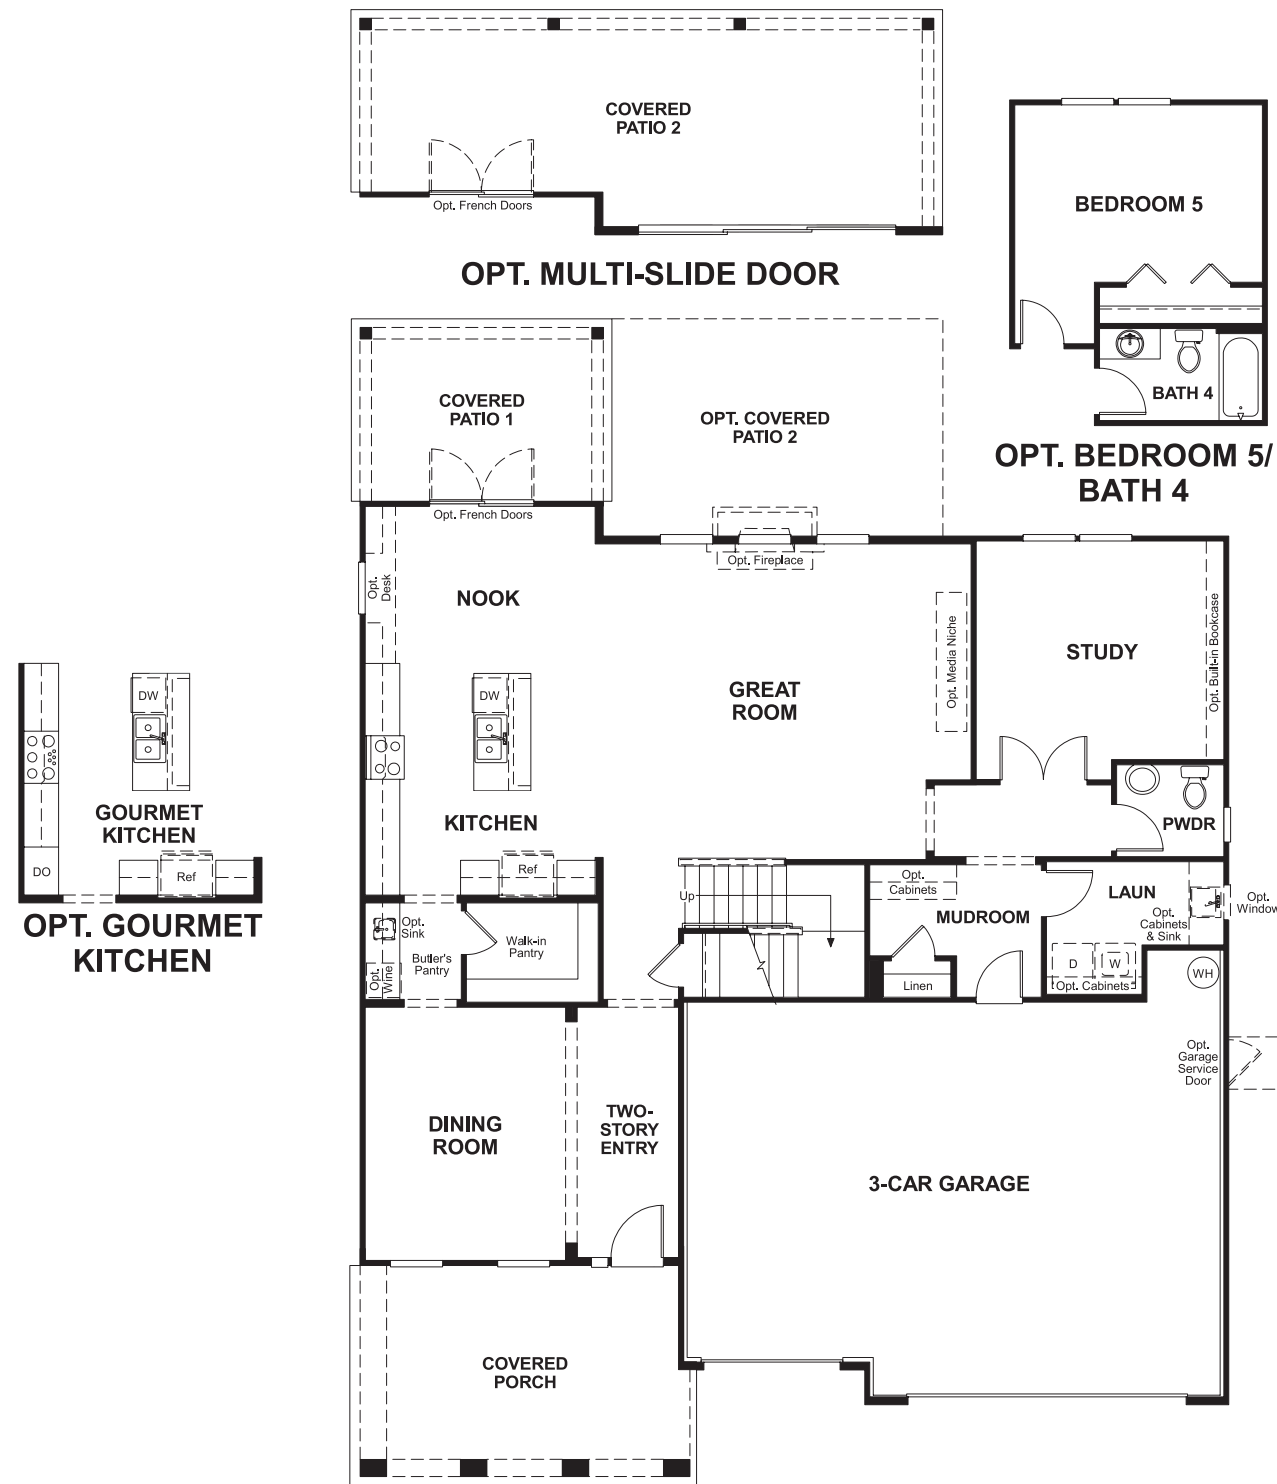 COVERED
PATIO 2
Opt. French Doors
OPT. MULTI-SLIDE DOOR
BEDROOM 5
BATH 4
OPT. BEDROOM 5/
BATH 4
COVERED
PATIO 1
Opt. French Doors
OPT. COVERED
PATIO 2
Opt. Fireplace
Opt.
Desk
NOOK
GREAT
ROOM
Opt. Media Niche
STUDY
Opt. Built-in Bookcase
DW
KITCHEN
Ref
PWDR
DW
GOURMET
KITCHEN
DO
Ref
OPT. GOURMET
KITCHEN
Opt.
Sink
Butler's
Pantry
Opt.
Wine
Walk-in
Pantry
Up
Opt.
Cabinets
MUDROOM
Linen
LAUN
Opt.
Cabinets
& Sink
Opt.
Window
D
W
Opt. Cabinets
WH
Opt.
Garage
Service
Door
DINING
ROOM
TWO-
STORY
ENTRY
3-CAR GARAGE
COVERED
PORCH